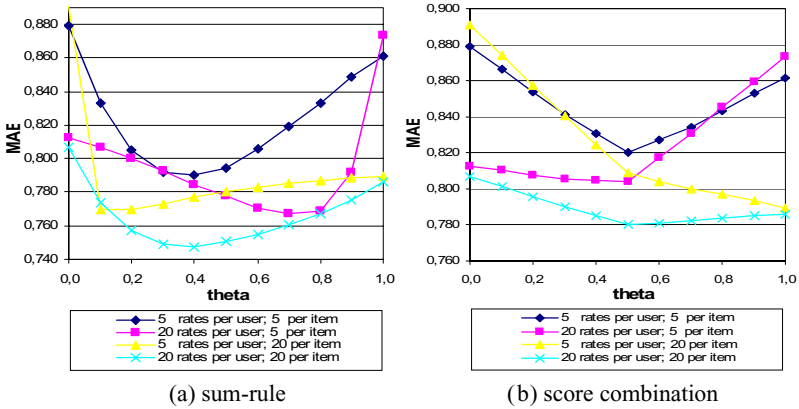 0,880
0,860
0,840
0,820
0,800
0,780
0,760
0,740
MAE
0,0 0,2 0,4 0,6 0,8 1,0
theta
5 rates per user; 5 per item
20 rates per user; 5 per item
5 rates per user; 20 per item
20 rates per user; 20 per item
(a) sum-rule
0,900
0,880
0,860
0,840
0,820
0,800
0,780
0,760
MAE
0,0 0,2 0,4 0,6 0,8 1,0
theta
5 rates per user; 5 per item
20 rates per user; 5 per item
5 rates per user; 20 per item
20 rates per user; 20 per item
(b) score combination